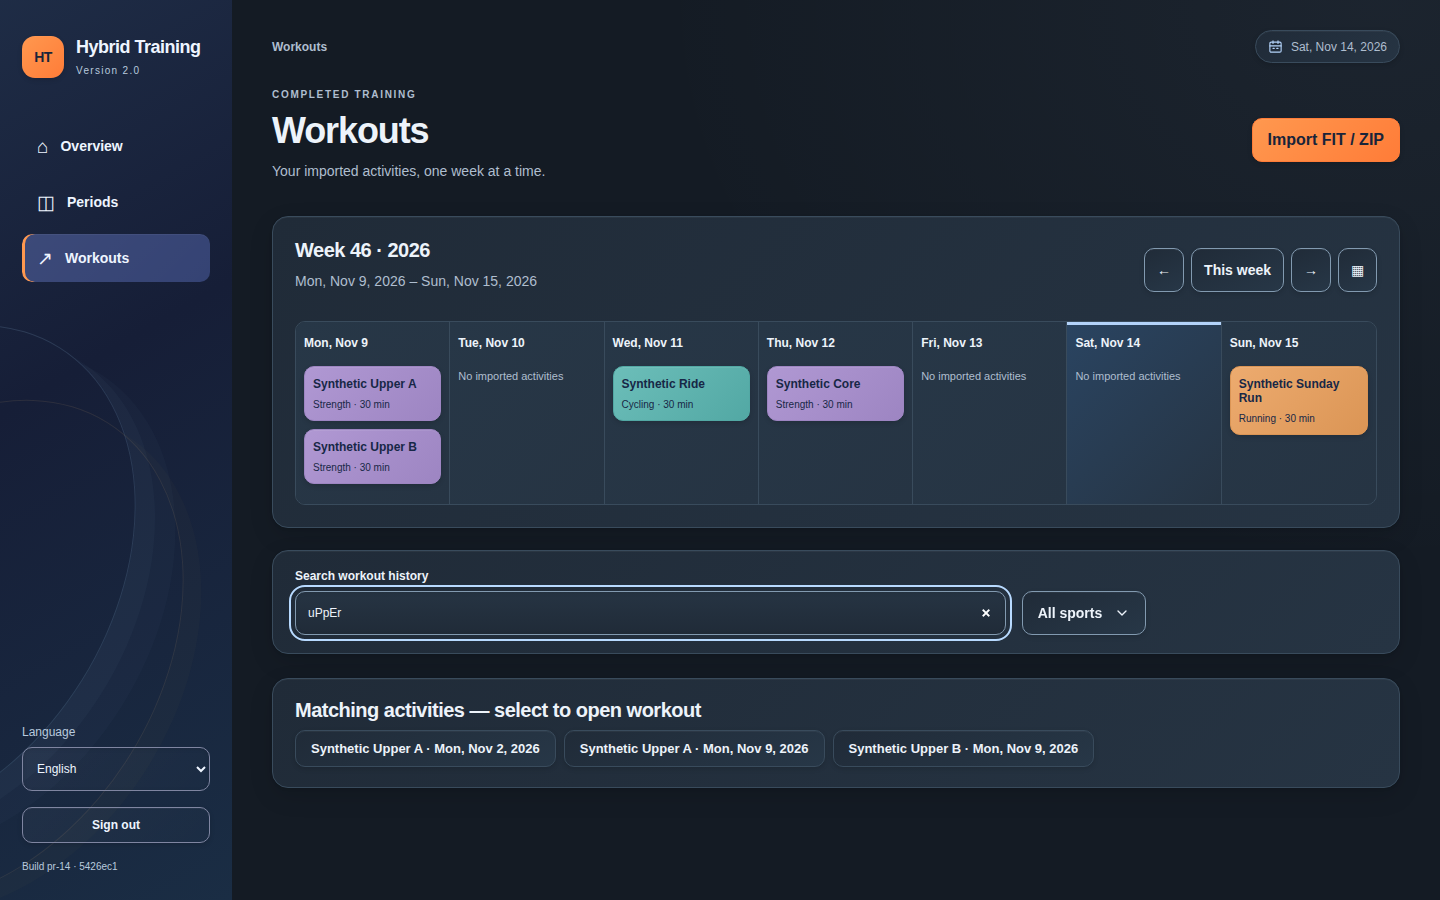 HT
Hybrid Training
Version 2.0
Overview
Periods
Workouts
Language
English
Sign out
Build pr-14 · 5426ec1
Workouts
Sat, Nov 14, 2026
COMPLETED TRAINING
Workouts
Your imported activities, one week at a time.
Import FIT / ZIP
Week 46 · 2026
Mon, Nov 9, 2026 – Sun, Nov 15, 2026
←
This week
→
Mon, Nov 9
Synthetic Upper A
Strength · 30 min
Synthetic Upper B
Strength · 30 min
Tue, Nov 10
No imported activities
Wed, Nov 11
Synthetic Ride
Cycling · 30 min
Thu, Nov 12
Synthetic Core
Strength · 30 min
Fri, Nov 13
No imported activities
Sat, Nov 14
No imported activities
Sun, Nov 15
Synthetic Sunday
Run
Running · 30 min
Search workout history
uPpEr
×
All sports
Matching activities — select to open workout
Synthetic Upper A · Mon, Nov 2, 2026
Synthetic Upper A · Mon, Nov 9, 2026
Synthetic Upper B · Mon, Nov 9, 2026